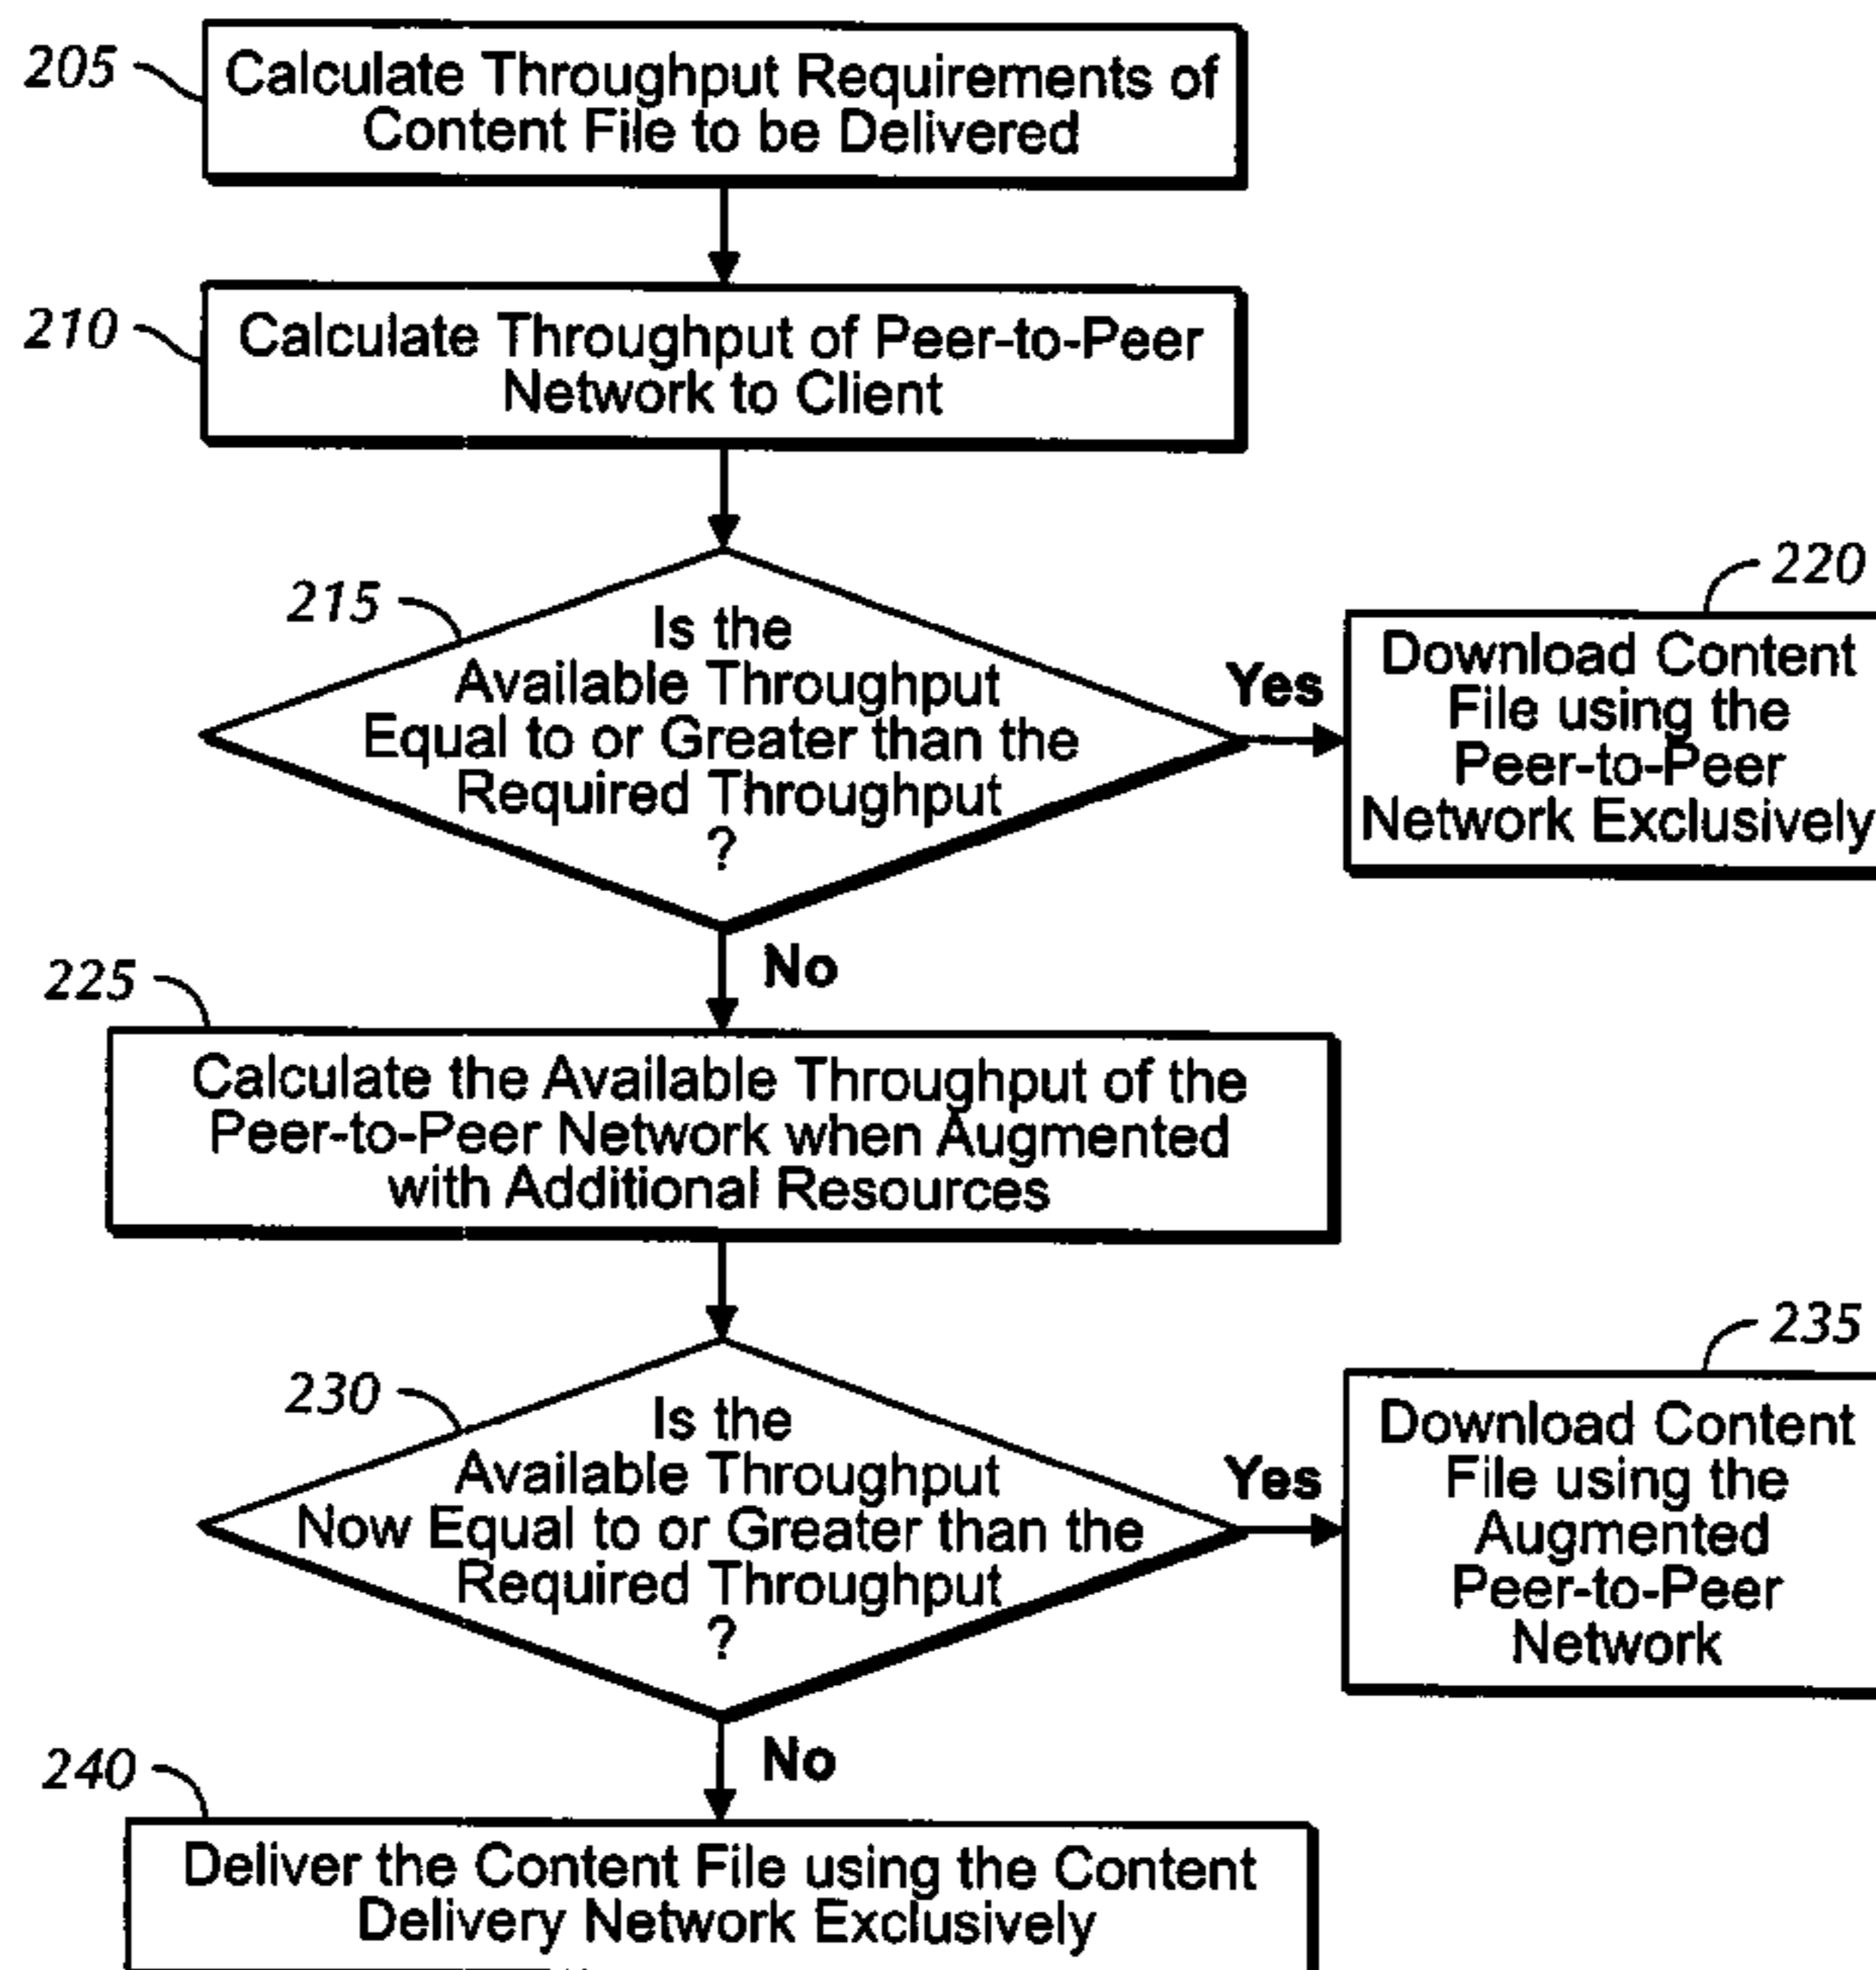 205
Calculate Throughput Requirements of
Content File to be Delivered
210
Calculate Throughput of Peer-to-Peer
Network to Client
215
Is the
Available Throughput
Equal to or Greater than the
Required Throughput
?
Yes
220
Download Content
File using the
Peer-to-Peer
Network Exclusively
No
225
Calculate the Available Throughput of the
Peer-to-Peer Network when Augmented
with Additional Resources
230
Is the
Available Throughput
Now Equal to or Greater than the
Required Throughput
?
Yes
235
Download Content
File using the
Augmented
Peer-to-Peer
Network
No
240
Deliver the Content File using the Content
Delivery Network Exclusively